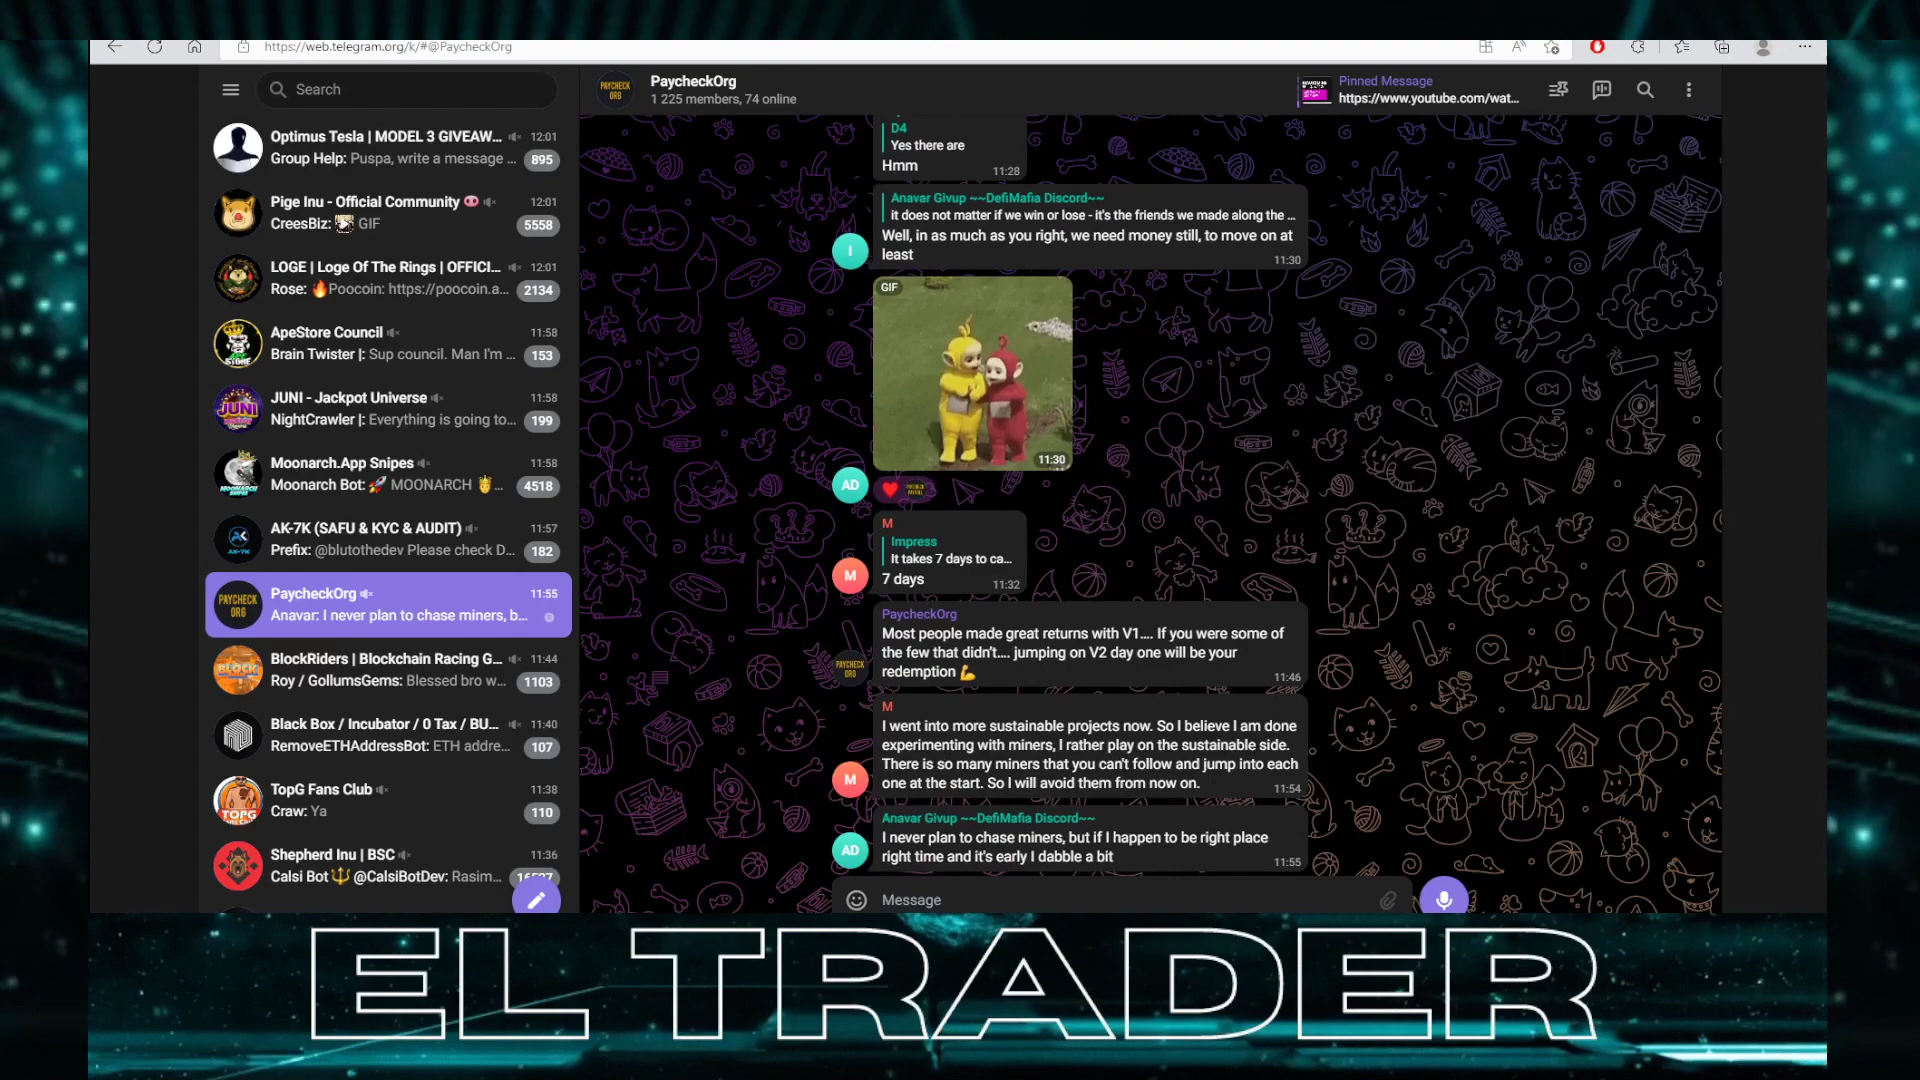 https://web.telegram.org/k/#@PaycheckOrg
Search
Optimus Tesla | MODEL 3 GIVEAW... 12:01
Group Help: Puspa, write a message ... 895
Pige Inu - Official Community 🐽 12:01
CreesBiz: GIF 5558
LOGE | Loge Of The Rings | OFFICI... 12:01
Rose: 🔥Poocoin: https://poocoin.a... 2134
ApeStore Council 11:58
Brain Twister |: Sup council. Man I'm ... 153
JUNI - Jackpot Universe 11:58
NightCrawler |: Everything is going to... 199
Moonarch.App Snipes 11:58
Moonarch Bot: 🚀 MOONARCH 🤴... 4518
AK-7K (SAFU & KYC & AUDIT) 11:57
Prefix: @blutothedev Please check D... 182
PaycheckOrg 11:55
Anavar: I never plan to chase miners, b...
BlockRiders | Blockchain Racing G... 11:44
Roy / GollumsGems: Blessed bro w... 1103
Black Box / Incubator / 0 Tax / BU... 11:40
RemoveETHAddressBot: ETH addre... 107
TopG Fans Club 11:38
Craw: Ya 110
Shepherd Inu | BSC 11:36
Calsi Bot🔱 @CalsiBotDev: Rasim...
PAYCHECK
ORG
PaycheckOrg
1 225 members, 74 online
Pinned Message
https://www.youtube.com/wat...
D4
Yes there are
Hmm 11:28
Anavar Givup ~~DefiMafia Discord~~
it does not matter if we win or lose - it's the friends we made along the ...
Well, in as much as you right, we need money still, to move on at
least 11:30
I
GIF
11:30
AD
M
Impress
It takes 7 days to ca...
7 days 11:32
M
PaycheckOrg
Most people made great returns with V1.... If you were some of
the few that didn't.... jumping on V2 day one will be your
redemption 💪 11:46
PAYCHECK
ORG
M
I went into more sustainable projects now. So I believe I am done
experimenting with miners, I rather play on the sustainable side.
There is so many miners that you can't follow and jump into each
one at the start. So I will avoid them from now on. 11:54
M
Anavar Givup ~~DefiMafia Discord~~
I never plan to chase miners, but if I happen to be right place
right time and it's early I dabble a bit 11:55
AD
Message
EL TRADER